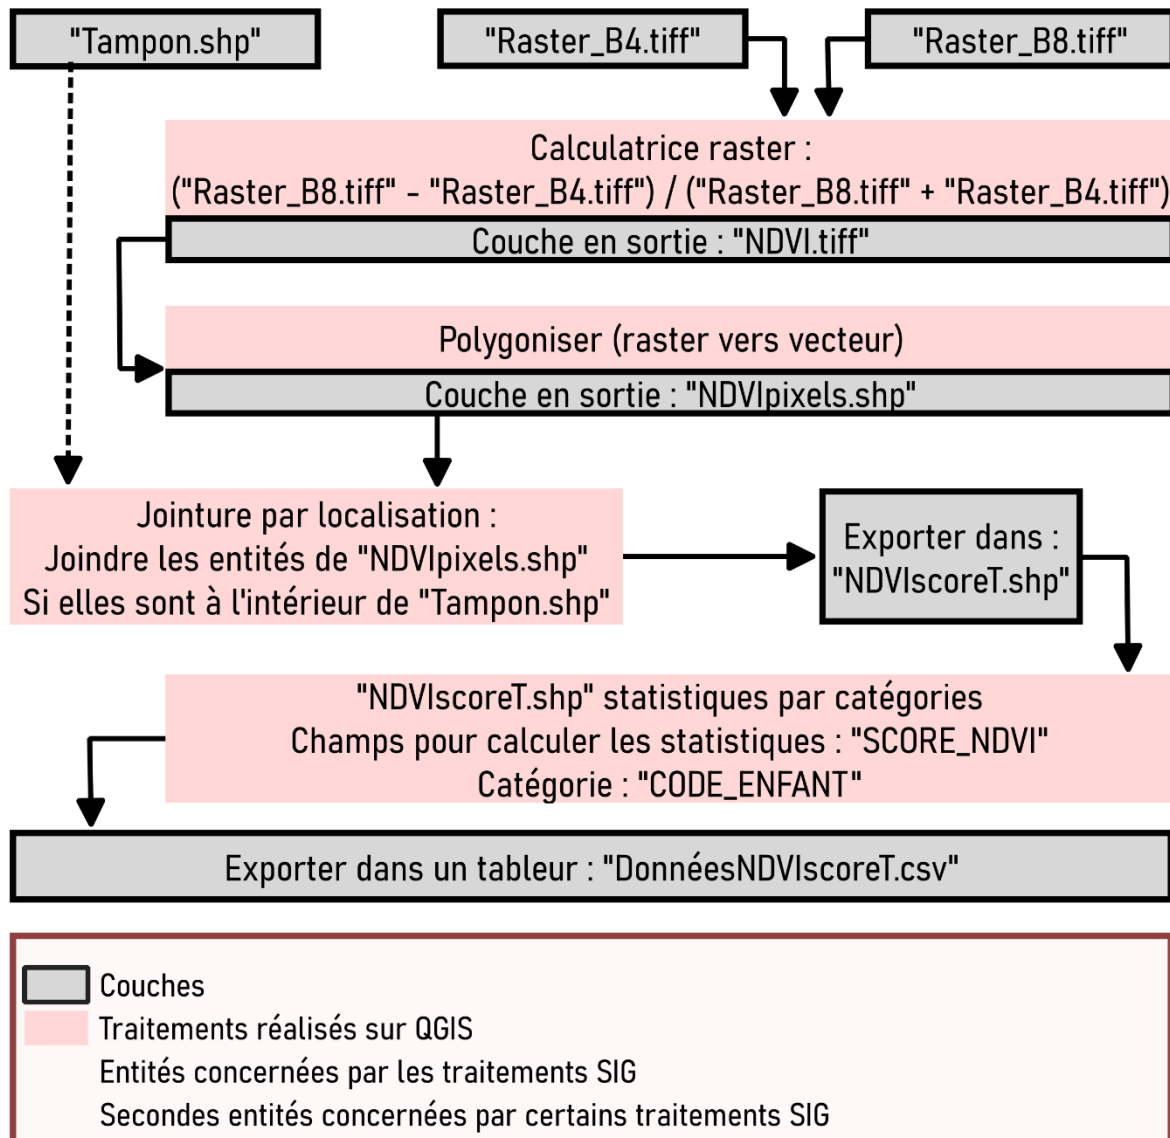 "Tampon.shp"
"Raster_B4.tiff"
"Raster_B8.tiff"
Calculatrice raster :
("Raster_B8.tiff" - "Raster_B4.tiff") / ("Raster_B8.tiff" + "Raster_B4.tiff")
Couche en sortie : "NDVI.tiff"
Polygoniser (raster vers vecteur)
Couche en sortie : "NDVIpixels.shp"
Jointure par localisation :
Joindre les entités de "NDVIpixels.shp"
Si elles sont à l'intérieur de "Tampon.shp"
Exporter dans :
"NDVIscoreT.shp"
"NDVIscoreT.shp" statistiques par catégories
Champs pour calculer les statistiques : "SCORE_NDVI"
Catégorie : "CODE_ENFANT"
Exporter dans un tableur : "DonnéesNDVIscoreT.csv"
Couches
Traitements réalisés sur QGIS
Entités concernées par les traitements SIG
Secondes entités concernées par certains traitements SIG